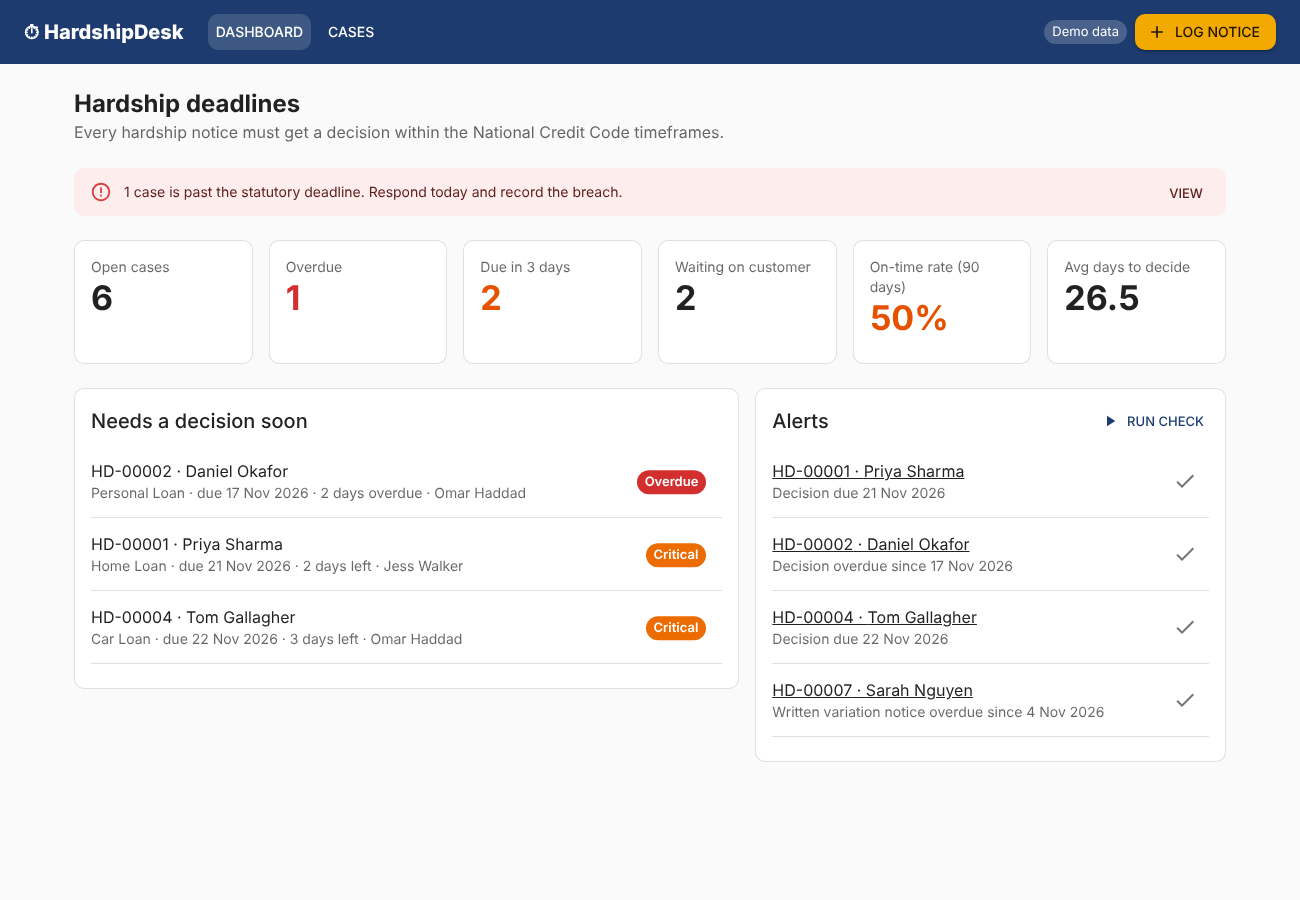 HardshipDesk
DASHBOARD
CASES
Demo data
LOG NOTICE
Hardship deadlines
Every hardship notice must get a decision within the National Credit Code timeframes.
1 case is past the statutory deadline. Respond today and record the breach.
VIEW
Open cases
6
Overdue
1
Due in 3 days
2
Waiting on customer
2
On-time rate (90
days)
50%
Avg days to decide
26.5
Needs a decision soon
HD-00002 · Daniel Okafor
Personal Loan · due 17 Nov 2026 · 2 days overdue · Omar Haddad
Overdue
HD-00001 · Priya Sharma
Home Loan · due 21 Nov 2026 · 2 days left · Jess Walker
Critical
HD-00004 · Tom Gallagher
Car Loan · due 22 Nov 2026 · 3 days left · Omar Haddad
Critical
Alerts
RUN CHECK
HD-00001 · Priya Sharma
Decision due 21 Nov 2026
HD-00002 · Daniel Okafor
Decision overdue since 17 Nov 2026
HD-00004 · Tom Gallagher
Decision due 22 Nov 2026
HD-00007 · Sarah Nguyen
Written variation notice overdue since 4 Nov 2026